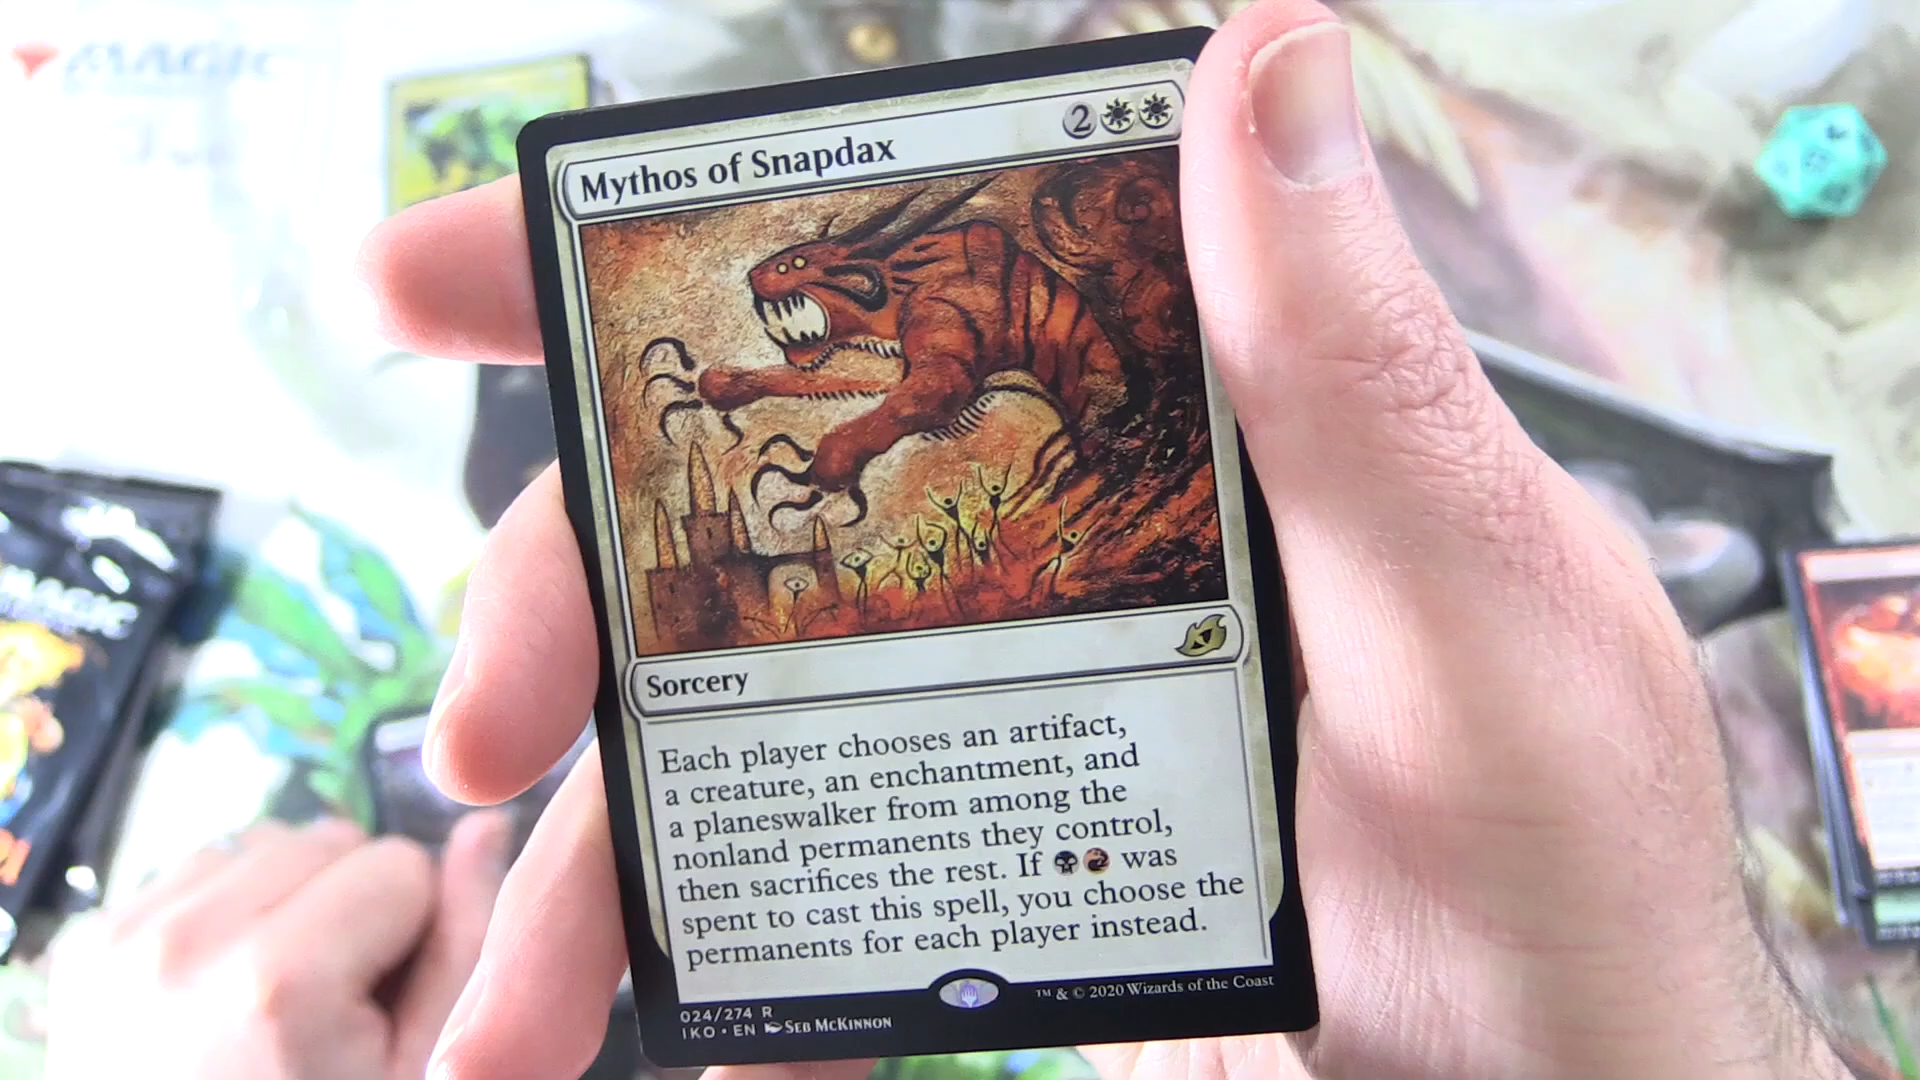 MAGIC
Mythos of Snapdax
2
Sorcery
Each player chooses an artifact,
a creature, an enchantment, and
a planeswalker from among the
nonland permanents they control,
then sacrifices the rest. If was
spent to cast this spell, you choose the
permanents for each player instead.
024/274 R
IKO • EN SEB MCKINNON
™ & © 2020 Wizards of the Coast
MAGIC